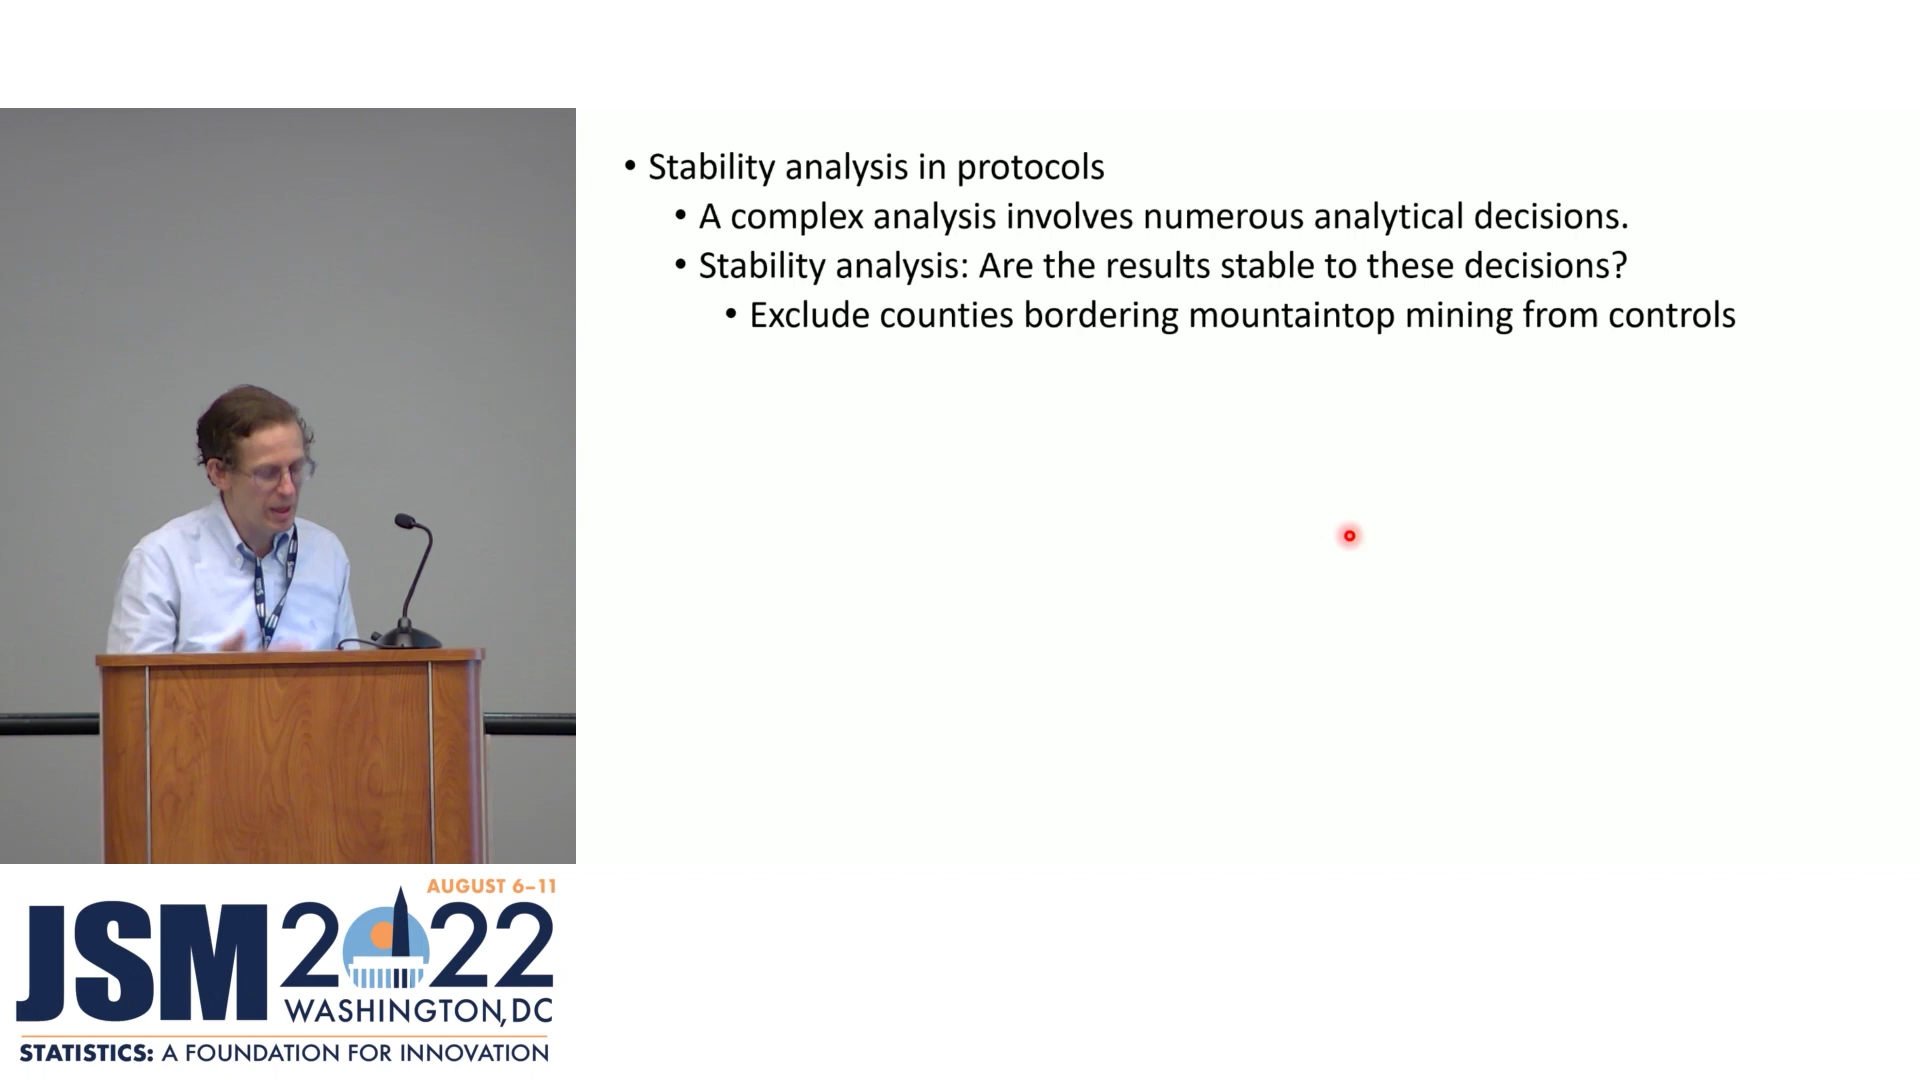 • Stability analysis in protocols
• A complex analysis involves numerous analytical decisions.
• Stability analysis: Are the results stable to these decisions?
• Exclude counties bordering mountaintop mining from controls
AUGUST 6–11
JSM 2022
WASHINGTON, DC
STATISTICS: A FOUNDATION FOR INNOVATION